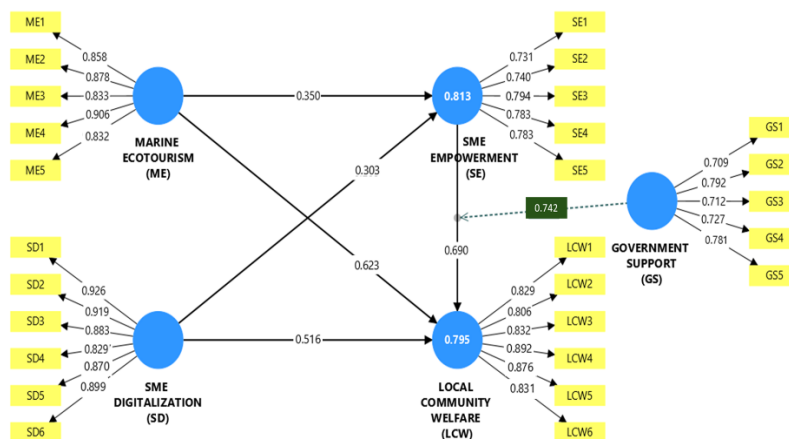 ME1
ME2
ME3
ME4
ME5
0.858
0.878
0.833
0.906
0.832
MARINE
ECOTOURISM
(ME)
0.350
0.303
0.623
0.516
0.813
SME
EMPOWERMENT
(SE)
0.731
0.740
0.794
0.783
0.783
SE1
SE2
SE3
SE4
SE5
0.742
0.690
GOVERNMENT
SUPPORT
(GS)
0.709
0.792
0.712
0.727
0.781
GS1
GS2
GS3
GS4
GS5
SD1
SD2
SD3
SD4
SD5
SD6
0.926
0.919
0.883
0.829
0.870
0.899
SME
DIGITALIZATION
(SD)
0.795
LOCAL
COMMUNITY
WELFARE
(LCW)
0.829
0.806
0.832
0.892
0.876
0.831
LCW1
LCW2
LCW3
LCW4
LCW5
LCW6